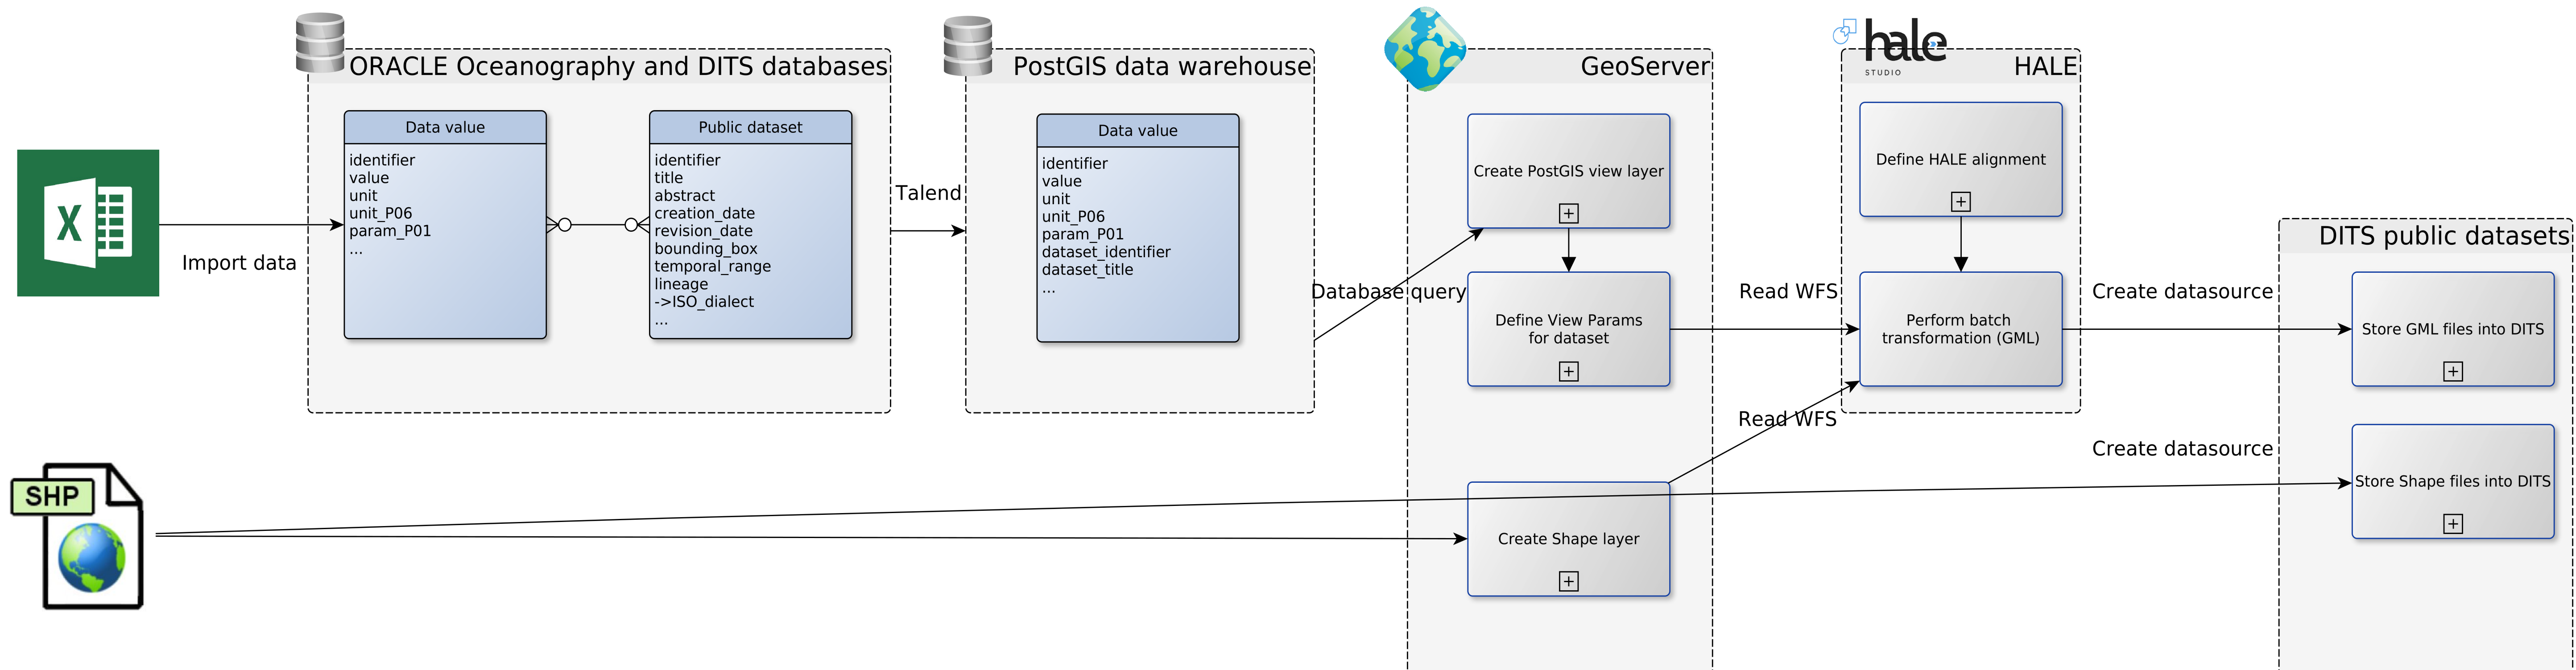 ORACLE Oceanography and DITS databases
Data value
identifier
value
unit
unit_P06
param_P01
...
Public dataset
identifier
title
abstract
creation_date
revision_date
bounding_box
temporal_range
lineage
->ISO_dialect
...
X
Import data
Talend
PostGIS data warehouse
Data value
identifier
value
unit
unit_P06
param_P01
dataset_identifier
dataset_title
...
Database query
GeoServer
Create PostGIS view layer
Define View Params
for dataset
Create Shape layer
Read WFS
Read WFS
hale
STUDIO
HALE
Define HALE alignment
Perform batch
transformation (GML)
Create datasource
Create datasource
DITS public datasets
Store GML files into DITS
Store Shape files into DITS
SHP